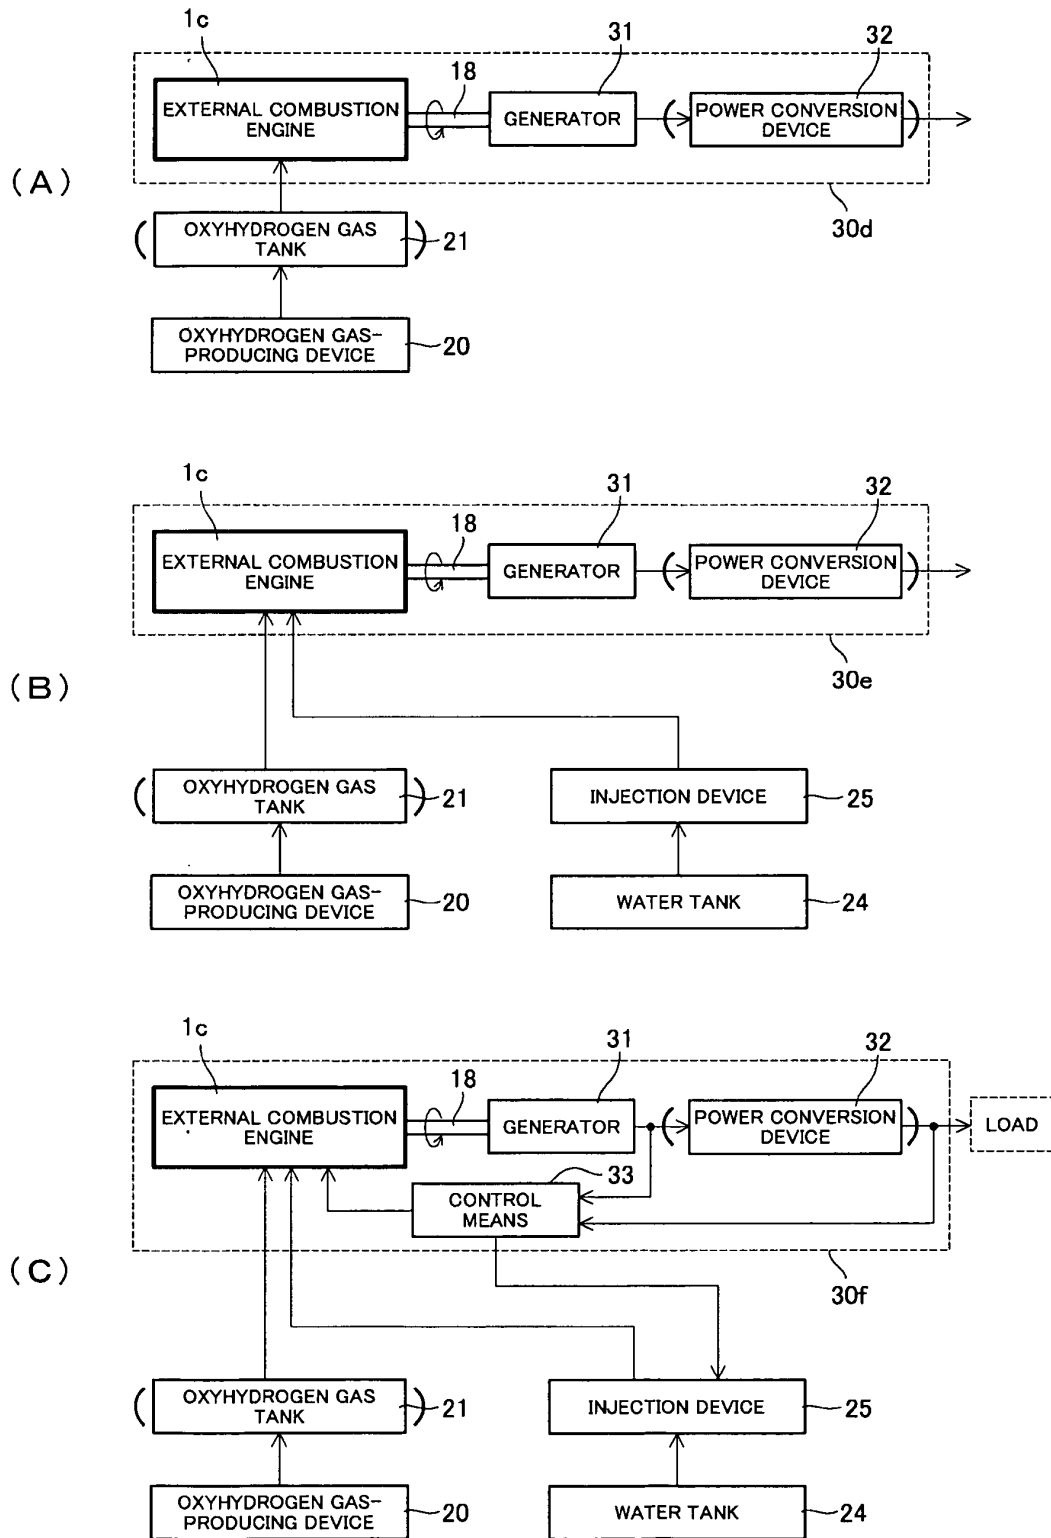 1c
31
32
18
EXTERNAL COMBUSTION
ENGINE
GENERATOR
POWER CONVERSION
DEVICE
(A)
30d
OXYHYDROGEN GAS
TANK
21
OXYHYDROGEN GAS-
PRODUCING DEVICE
20
1c
31
32
18
EXTERNAL COMBUSTION
ENGINE
GENERATOR
POWER CONVERSION
DEVICE
30e
(B)
OXYHYDROGEN GAS
TANK
21
INJECTION DEVICE
25
OXYHYDROGEN GAS-
PRODUCING DEVICE
20
WATER TANK
24
1c
31
32
18
EXTERNAL COMBUSTION
ENGINE
GENERATOR
POWER CONVERSION
DEVICE
LOAD
33
CONTROL
MEANS
(C)
30f
OXYHYDROGEN GAS
TANK
21
INJECTION DEVICE
25
OXYHYDROGEN GAS-
PRODUCING DEVICE
20
WATER TANK
24